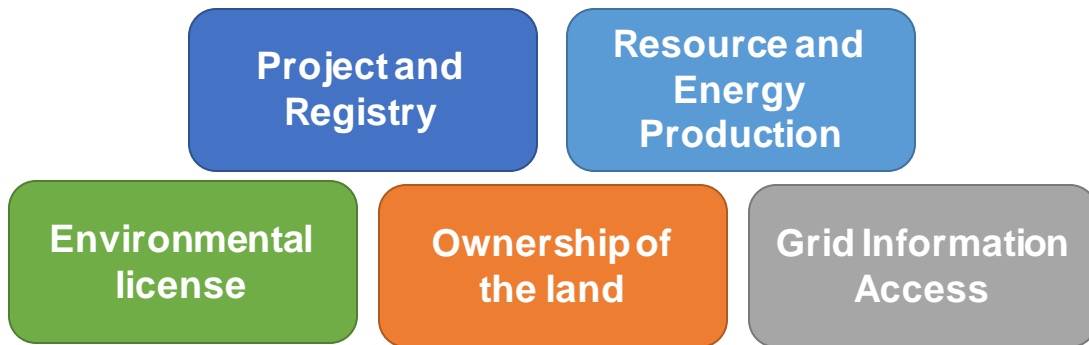 Project and
Registry
Resource and
Energy
Production
Environmental
license
Ownership of
the land
Grid Information
Access